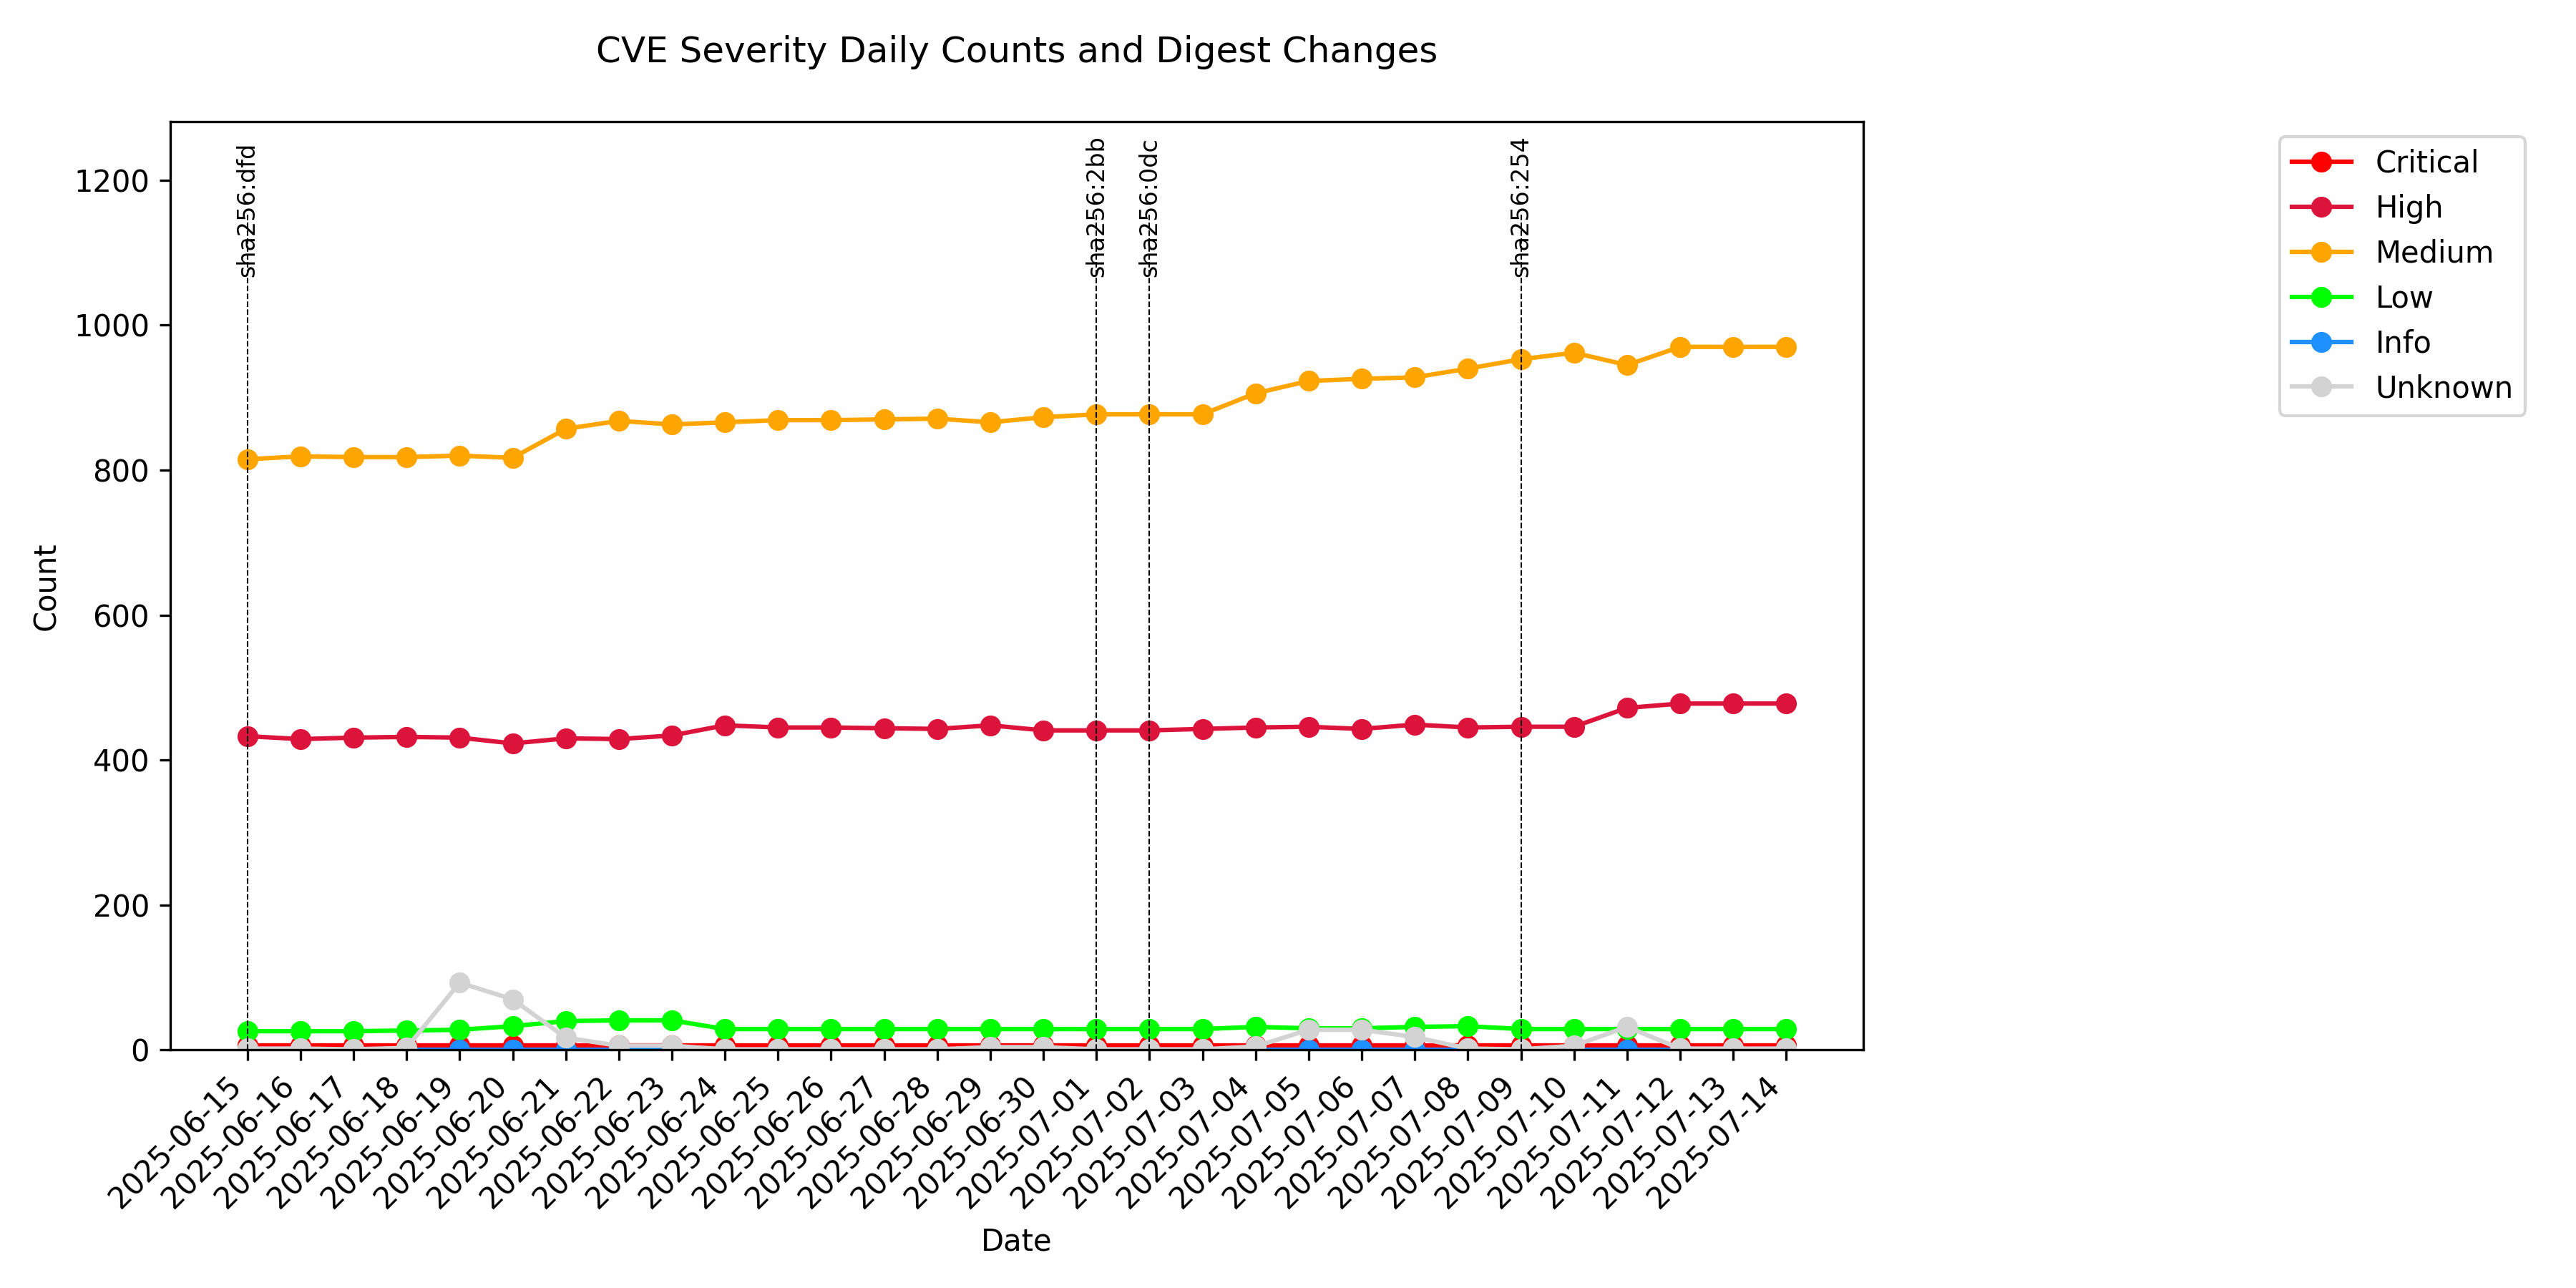 CVE Severity Daily Counts and Digest Changes
sha256:dfd
sha256:2bb
sha256:0dc
sha256:254
Critical
High
Medium
Low
Info
Unknown
1200
1000
800
600
400
200
0
Count
2025-06-15
2025-06-16
2025-06-17
2025-06-18
2025-06-19
2025-06-20
2025-06-21
2025-06-22
2025-06-23
2025-06-24
2025-06-25
2025-06-26
2025-06-27
2025-06-28
2025-06-29
2025-06-30
2025-07-01
2025-07-02
2025-07-03
2025-07-04
2025-07-05
2025-07-06
2025-07-07
2025-07-08
2025-07-09
2025-07-10
2025-07-11
2025-07-12
2025-07-13
2025-07-14
Date